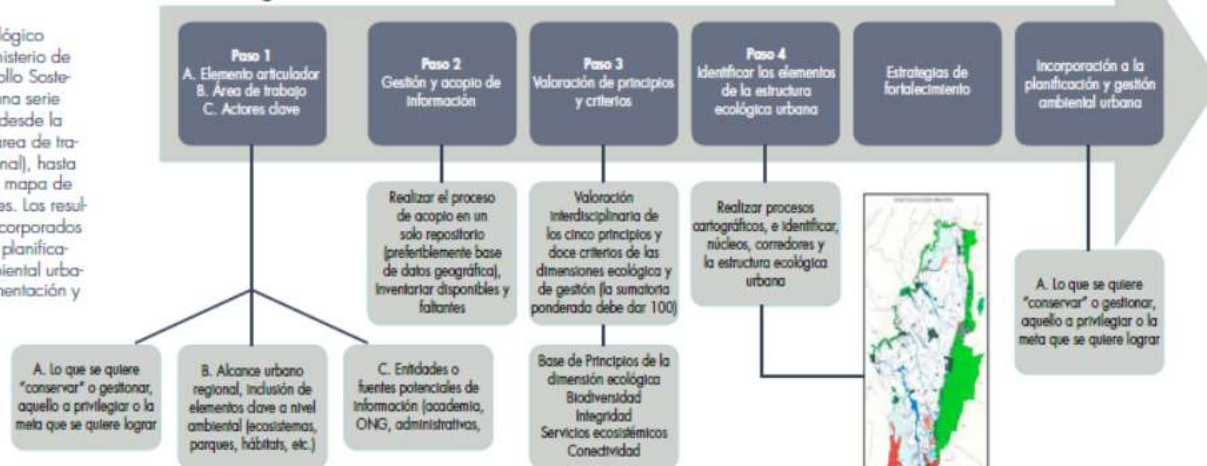 lógico
nisterio de
ollo Soste-
una serie
desde la
área de tra-
nal), hasta
mapa de
es. Los resul-
corporados
planifica-
biental urba-
mentación y
Paso 1
A. Elemento articulador
B. Área de trabajo
C. Actores clave
Paso 2
Gestión y acopio de
información
Paso 3
Valoración de principios
y criterios
Paso 4
Identificar los elementos
de la estructura
ecológica urbana
Estrategias de
fortalecimiento
Incorporación a la
planificación y gestión
ambiental urbana
A. Lo que se quiere
"conservar" o gestionar,
aquello a privilegiar o la
meta que se quiere lograr
B. Alcance urbano
regional, inclusión de
elementos clave a nivel
ambiental (ecosistemas,
parques, hábitats, etc.)
C. Entidades o
fuentes potenciales de
información (academia,
ONG, administrativas,
Realizar el proceso
de acopio en un
solo repositorio
(preferiblemente base
de datos geográfica),
Inventariar disponibles y
faltantes
Valoración
interdisciplinaria de
los cinco principios y
doce criterios de las
dimensiones ecológica y
de gestión (la sumatoria
ponderada debe dar 100)
Base de Principios de la
dimensión ecológica
Biodiversidad
Integridad
Servicios ecosistémicos
Conectividad
Realizar procesos
cartográficos, e identificar,
núcleos, corredores y
la estructura ecológica
urbana
A. Lo que se quiere
"conservar" o gestionar,
aquello a privilegiar o la
meta que se quiere lograr